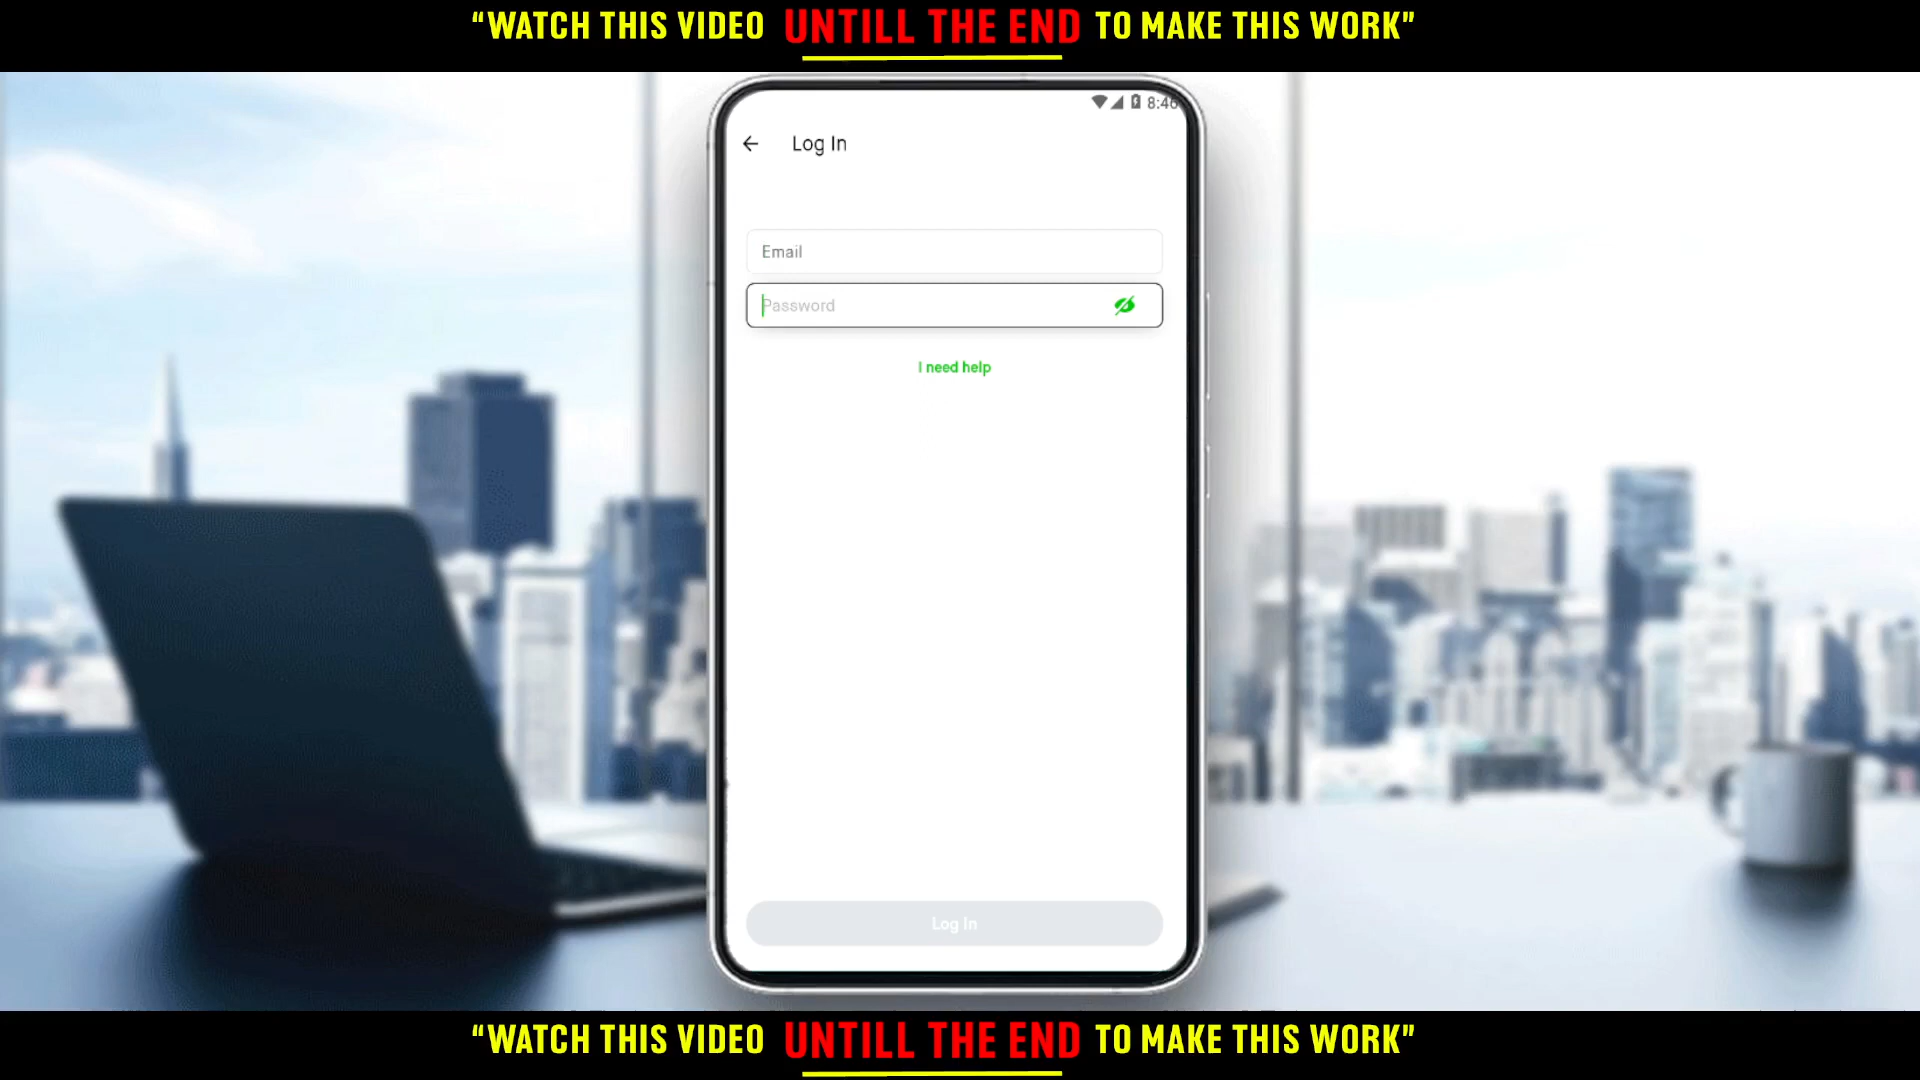 “WATCH THIS VIDEO UNTILL THE END TO MAKE THIS WORK”
8:46
Log In
Email
Password
I need help
Log In
“WATCH THIS VIDEO UNTILL THE END TO MAKE THIS WORK”